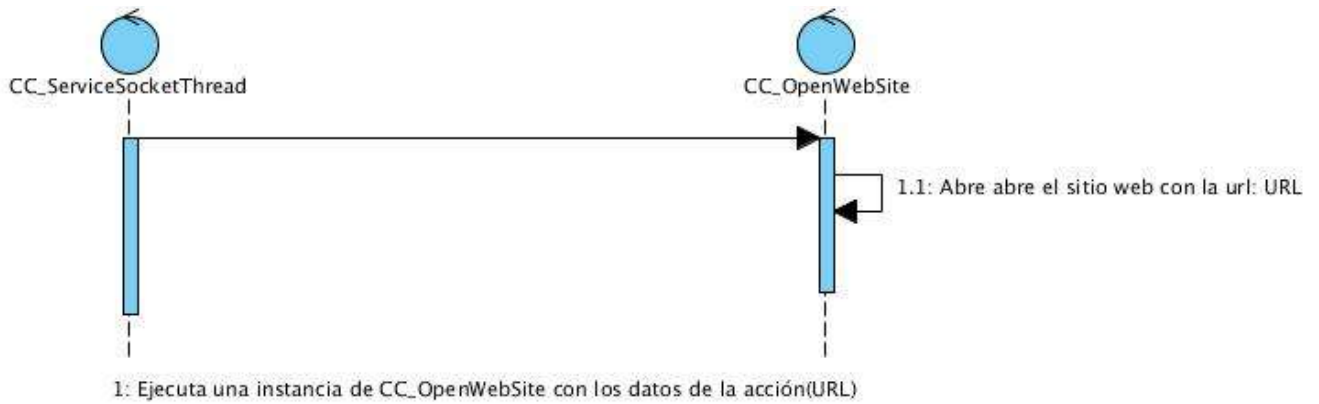 CC_ServiceSocketThread
CC_OpenWebSite
1.1: Abre abre el sitio web con la url: URL
1: Ejecuta una instancia de CC_OpenWebSite con los datos de la acción(URL)